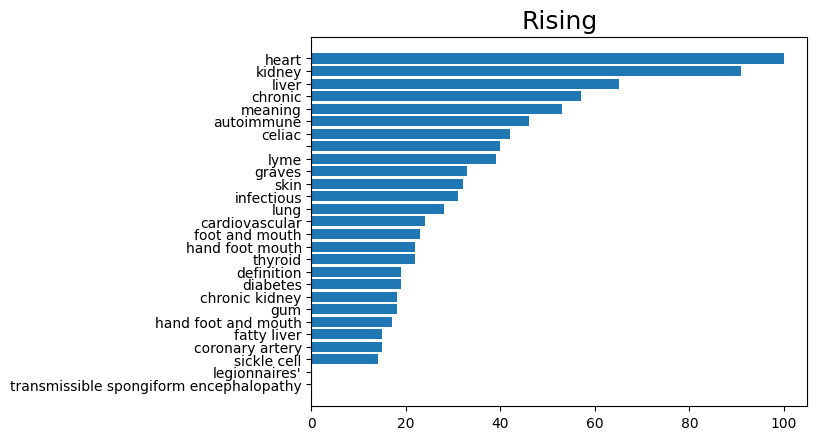 Rising
heart
kidney
liver
chronic
meaning
autoimmune
celiac
lyme
graves
skin
infectious
lung
cardiovascular
foot and mouth
hand foot mouth
thyroid
definition
diabetes
chronic kidney
gum
hand foot and mouth
fatty liver
coronary artery
sickle cell
legionnaires'
transmissible spongiform encephalopathy
0 20 40 60 80 100